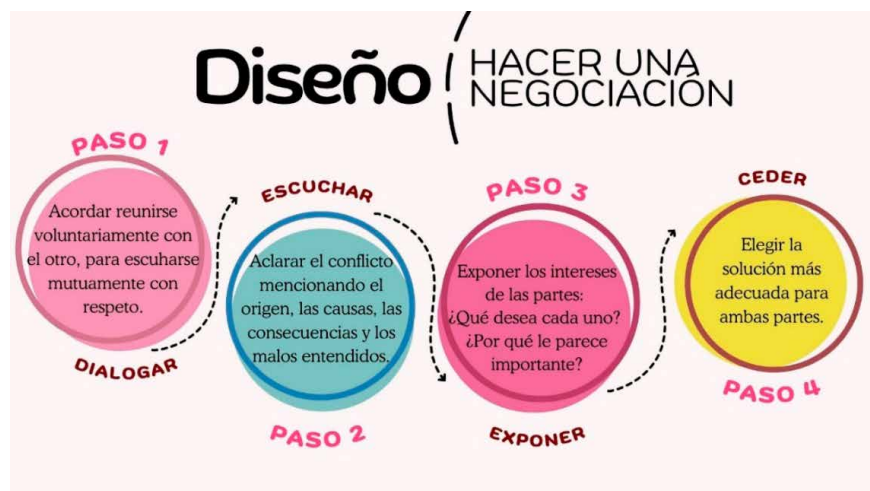 Diseño
HACER UNA
NEGOCIACIÓN
PASO 1
Acordar reunirse
voluntariamente con
el otro, para escuharse
mutuamente con
respeto.
DIALOGAR
ESCUCHAR
Aclarar el conflicto
mencionando el
origen, las causas, las
consecuencias y los
malos entendidos.
PASO 2
PASO 3
Exponer los intereses
de las partes:
¿Qué desea cada uno?
¿Por qué le parece
importante?
EXPONER
CEDER
Elegir la
solución más
adecuada para
ambas partes.
PASO 4